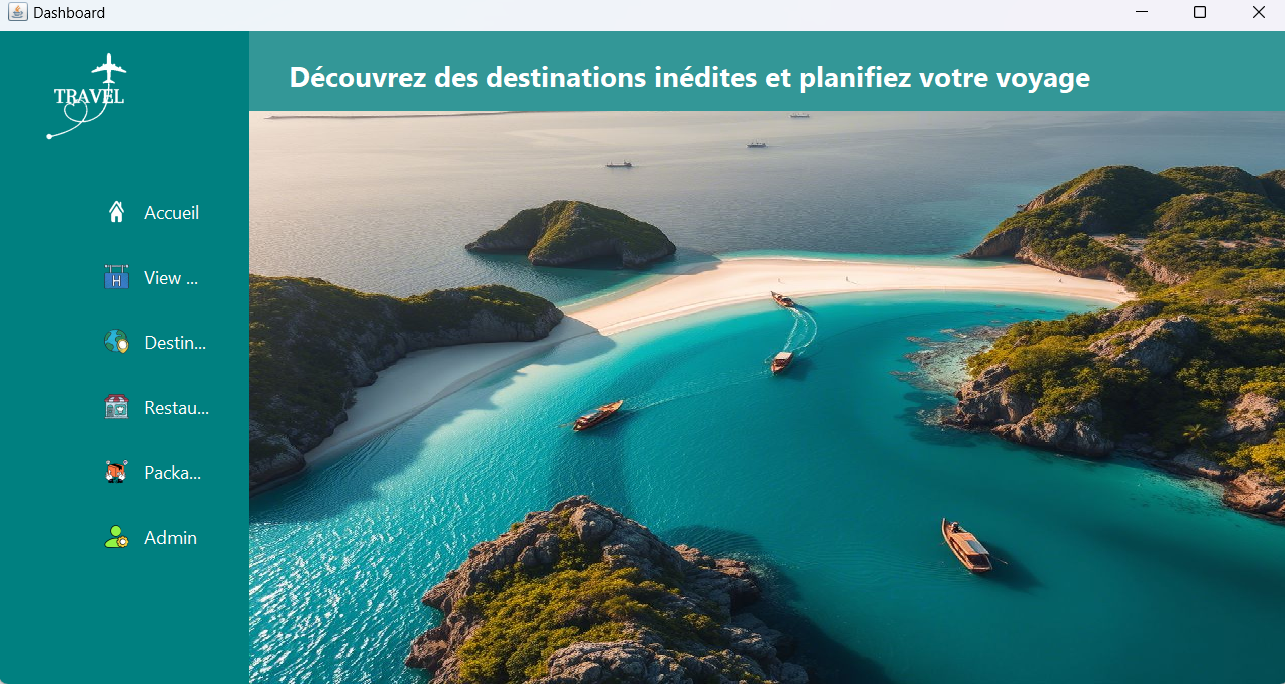 Dashboard
TRAVEL
Découvrez des destinations inédites et planifiez votre voyage
Accueil
H
View ...
Destin...
Restau...
Packa...
Admin